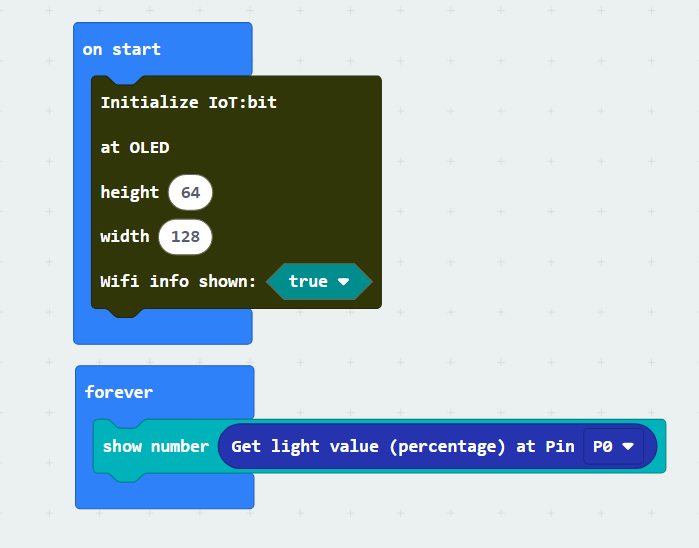 on start
Initialize IoT:bit
at OLED
height 64
width 128
Wifi info shown: true
forever
show number Get light value (percentage) at Pin P0